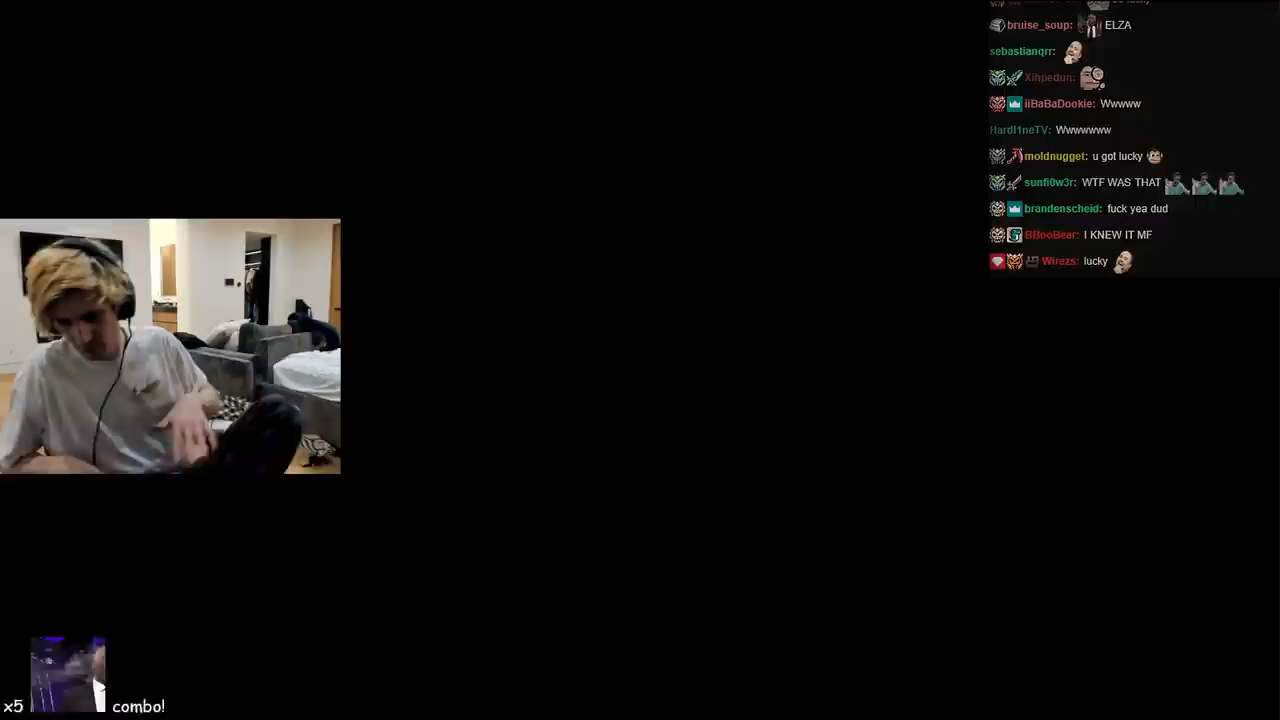 bruise_soup: ELZA
sebastianqrr:
Xihpedun:
iiBaBaDookie: Wwwww
Hardl1neTV: Wwwwwww
moldnugget: u got lucky
sunfi0w3r: WTF WAS THAT
brandenscheid: fuck yea dud
BBooBear: I KNEW IT MF
Wirezs: lucky
x5 combo!